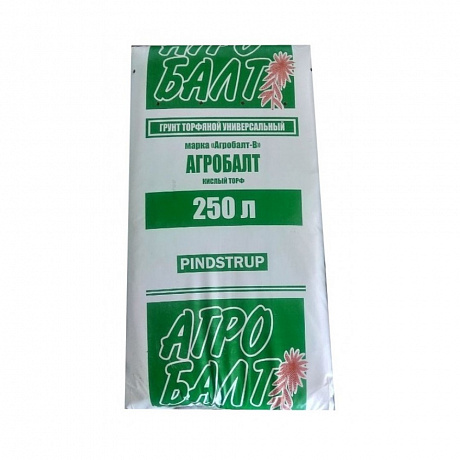 АГРО
БАЛТ
ГРУНТ ТОРФЯНОЙ УНИВЕРСАЛЬНЫЙ
марка «Агробалт-В»
АГРОБАЛТ
КИСЛЫЙ ТОРФ
250 л
PINDSTRUP
АГРО
БАЛТ